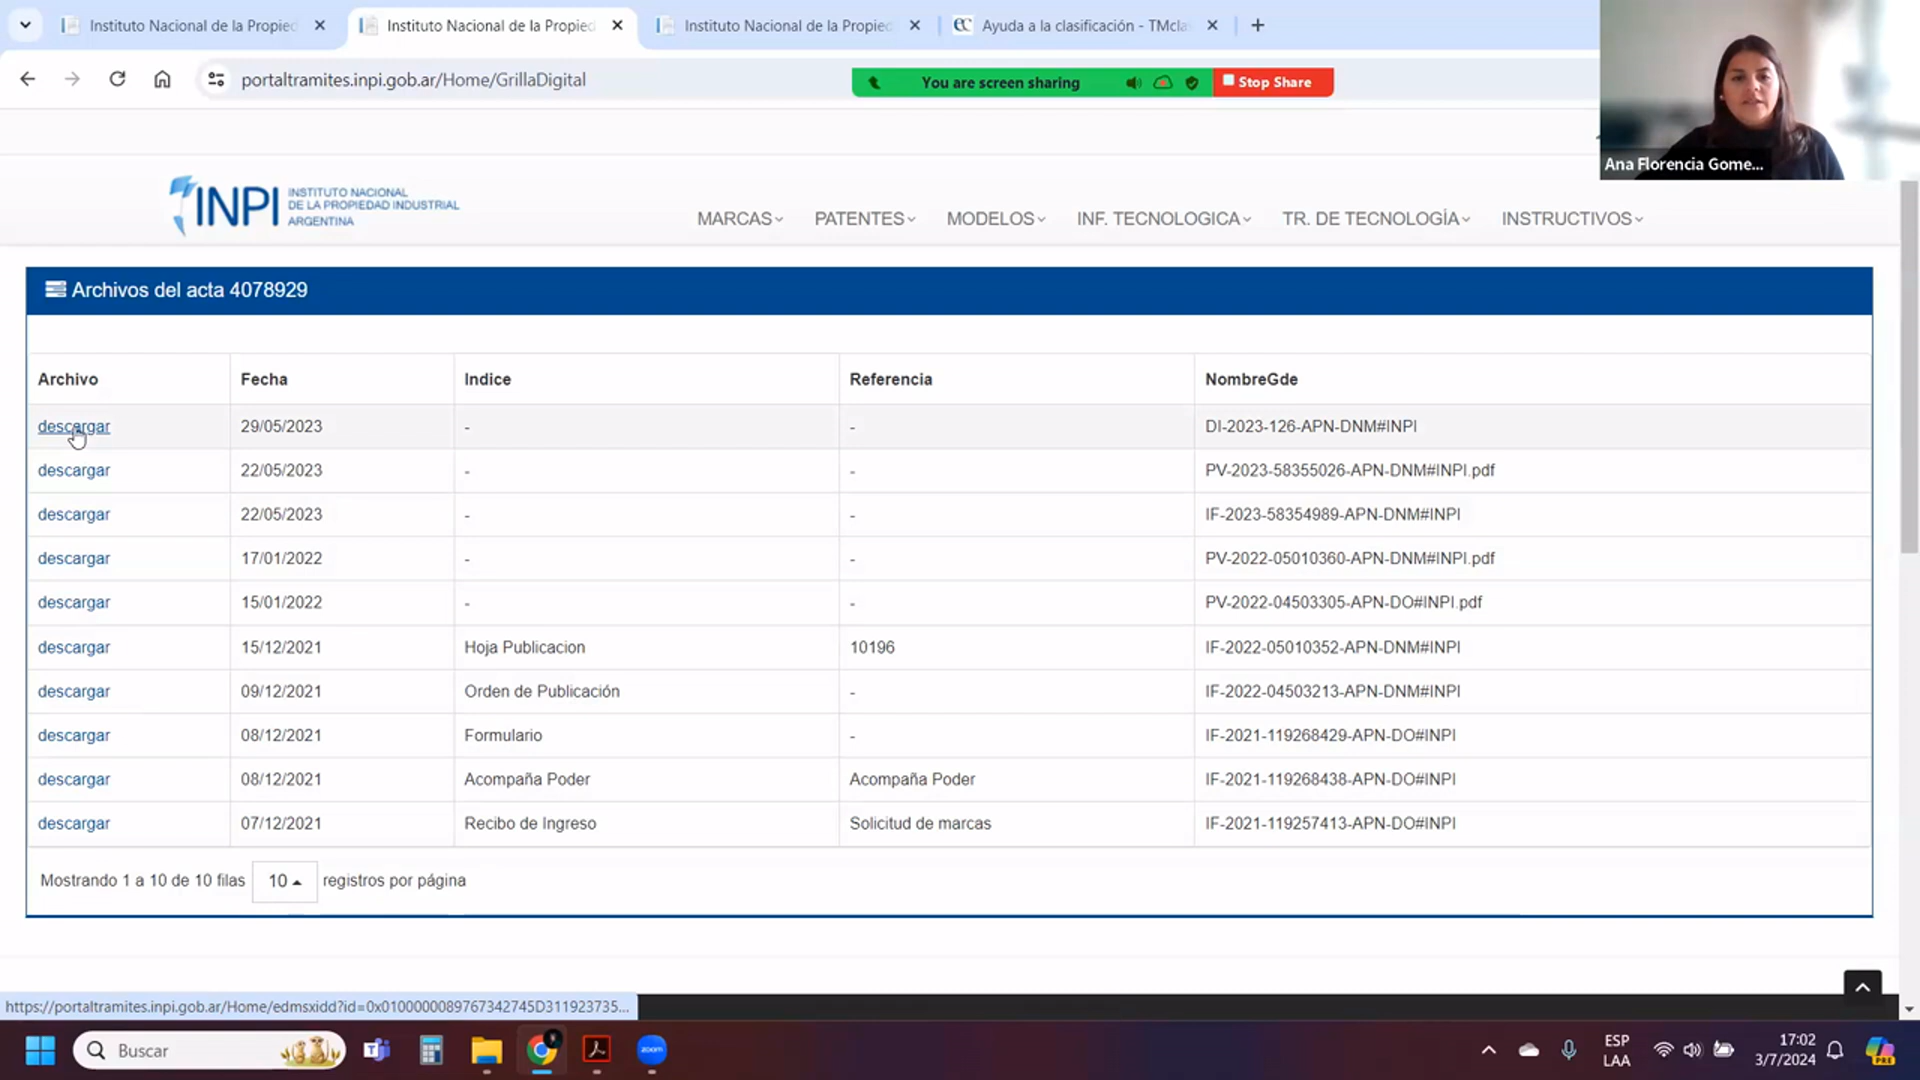 Instituto Nacional de la Propied
Instituto Nacional de la Propied
Instituto Nacional de la Propied
Ayuda a la clasificación - TMcla
portaltramites.inpi.gob.ar/Home/GrillaDigital
You are screen sharing
Stop Share
Ana Florencia Gome...
INPI
INSTITUTO NACIONAL
DE LA PROPIEDAD INDUSTRIAL
ARGENTINA
MARCAS
PATENTES
MODELOS
INF. TECNOLOGICA
TR. DE TECNOLOGÍA
INSTRUCTIVOS
Archivos del acta 4078929
Archivo Fecha Indice Referencia NombreGde
descargar 29/05/2023 - - DI-2023-126-APN-DNM#INPI
descargar 22/05/2023 - - PV-2023-58355026-APN-DNM#INPI.pdf
descargar 22/05/2023 - - IF-2023-58354989-APN-DNM#INPI
descargar 17/01/2022 - - PV-2022-05010360-APN-DNM#INPI.pdf
descargar 15/01/2022 - - PV-2022-04503305-APN-DO#INPI.pdf
descargar 15/12/2021 Hoja Publicacion 10196 IF-2022-05010352-APN-DNM#INPI
descargar 09/12/2021 Orden de Publicación - IF-2022-04503213-APN-DNM#INPI
descargar 08/12/2021 Formulario - IF-2021-119268429-APN-DO#INPI
descargar 08/12/2021 Acompaña Poder Acompaña Poder IF-2021-119268438-APN-DO#INPI
descargar 07/12/2021 Recibo de Ingreso Solicitud de marcas IF-2021-119257413-APN-DO#INPI
Mostrando 1 a 10 de 10 filas 10 registros por página
https://portaltramites.inpi.gob.ar/Home/edmsxidd?id=0x0100000089767342745D311923735...
Buscar
zoom
ESP
LAA
17:02
3/7/2024
PRE